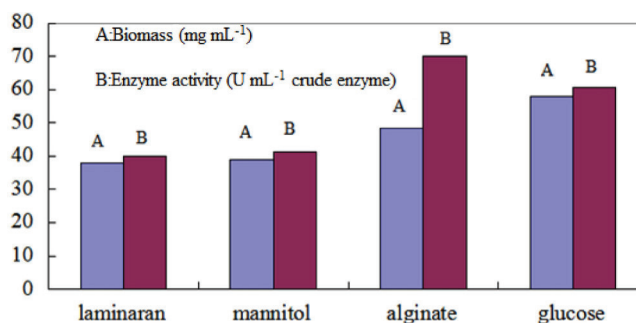 80
A:Biomass (mg mL⁻¹)
70
B
B:Enzyme activity (U mL⁻¹ crude enzyme)
60
A B
50
A
40
A B A B
30
20
10
0
laminaran mannitol alginate glucose